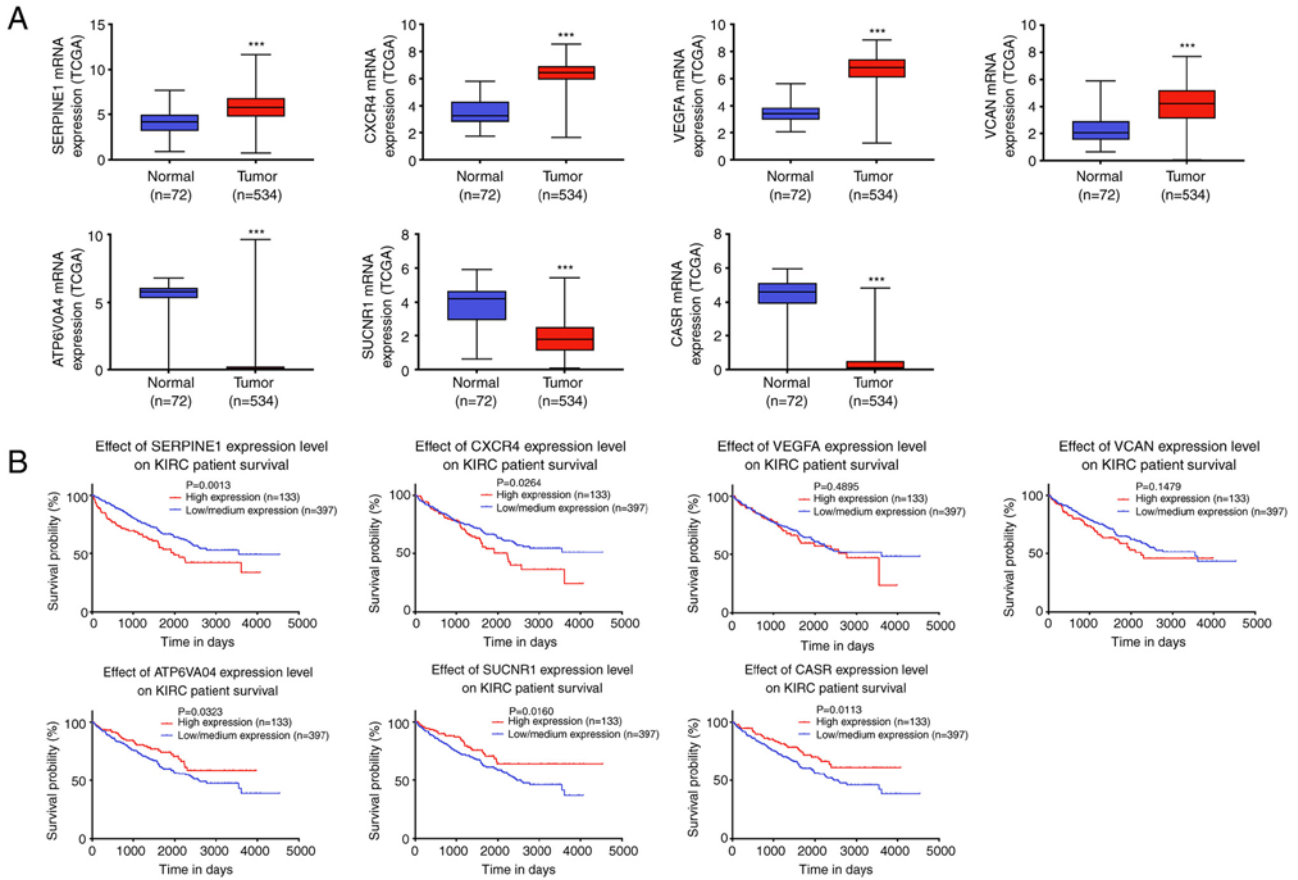 A
SERPINE1 mRNA
expression (TCGA)
15
10
5
0
***
Normal
(n=72)
Tumor
(n=534)
CXCR4 mRNA
expression (TCGA)
10
8
6
4
2
0
***
Normal
(n=72)
Tumor
(n=534)
VEGFA mRNA
expression (TCGA)
10
8
6
4
2
0
***
Normal
(n=72)
Tumor
(n=534)
VCAN mRNA
expression (TCGA)
10
8
6
4
2
0
***
Normal
(n=72)
Tumor
(n=534)
ATP6V0A4 mRNA
expression (TCGA)
10
5
0
***
Normal
(n=72)
Tumor
(n=534)
SUCNR1 mRNA
expression (TCGA)
8
6
4
2
0
***
Normal
(n=72)
Tumor
(n=534)
CASR mRNA
expression (TCGA)
8
6
4
2
0
***
Normal
(n=72)
Tumor
(n=534)
B
Effect of SERPINE1 expression level
on KIRC patient survival
P=0.0013
High expression (n=133)
Low/medium expression (n=397)
Survival probility (%)
100
50
0
0 1000 2000 3000 4000 5000
Time in days
Effect of CXCR4 expression level
on KIRC patient survival
P=0.0264
High expression (n=133)
Low/medium expression (n=397)
Survival probility (%)
100
50
0
0 1000 2000 3000 4000 5000
Time in days
Effect of VEGFA expression level
on KIRC patient survival
P=0.4895
High expression (n=133)
Low/medium expression (n=397)
Survival probility (%)
100
50
0
0 1000 2000 3000 4000 5000
Time in days
Effect of VCAN expression level
on KIRC patient survival
P=0.1479
High expression (n=133)
Low/medium expression (n=397)
Survival probility (%)
100
50
0
0 1000 2000 3000 4000 5000
Time in days
Effect of ATP6VA04 expression level
on KIRC patient survival
P=0.0323
High expression (n=133)
Low/medium expression (n=397)
Survival probility (%)
100
50
0
0 1000 2000 3000 4000 5000
Time in days
Effect of SUCNR1 expression level
on KIRC patient survival
P=0.0160
High expression (n=133)
Low/medium expression (n=397)
Survival probility (%)
100
50
0
0 1000 2000 3000 4000 5000
Time in days
Effect of CASR expression level
on KIRC patient survival
P=0.0113
High expression (n=133)
Low/medium expression (n=397)
Survival probility (%)
100
50
0
0 1000 2000 3000 4000 5000
Time in days